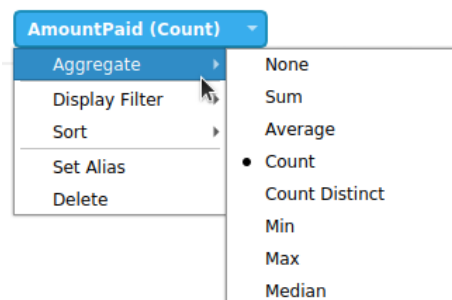 AmountPaid (Count)
Aggregate
Display Filter
Sort
Set Alias
Delete
None
Sum
Average
Count
Count Distinct
Min
Max
Median